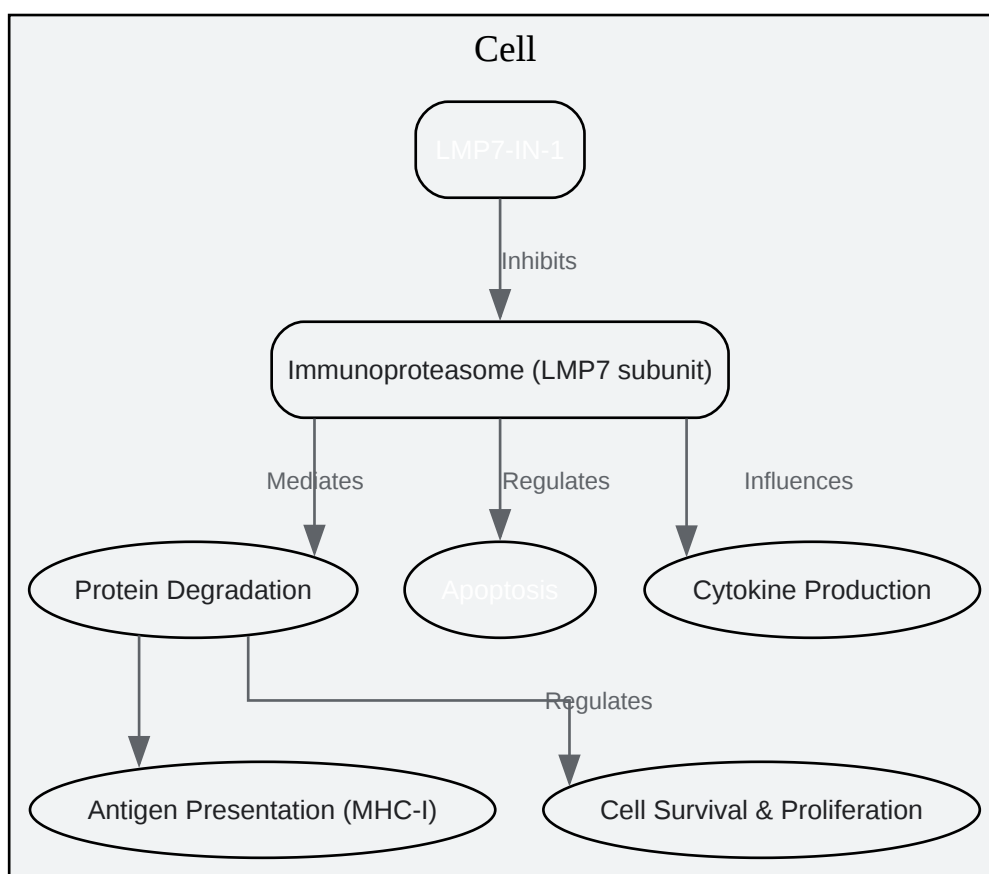 Cell
LMP7-IN-1
Inhibits
Immunoproteasome (LMP7 subunit)
Mediates
Regulates
Influences
Protein Degradation
Apoptosis
Cytokine Production
Regulates
Antigen Presentation (MHC-I)
Cell Survival & Proliferation